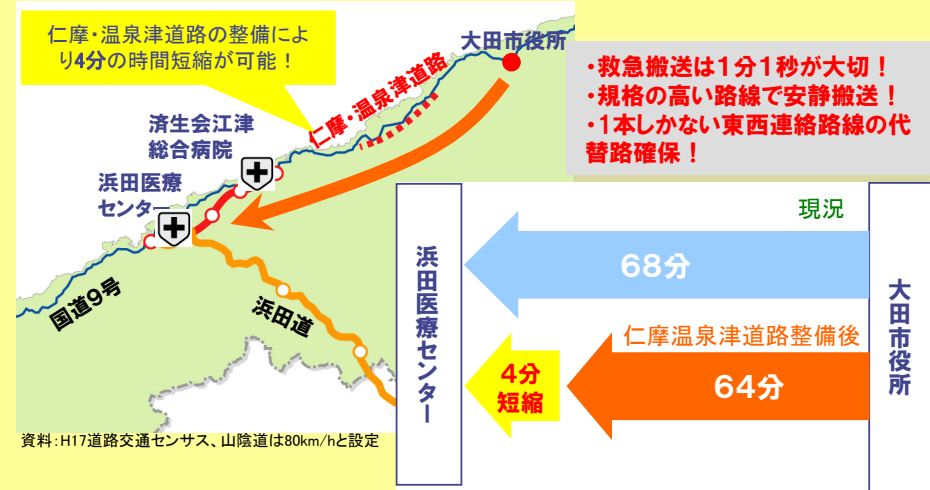 仁摩・温泉津道路の整備によ
り4分の時間短縮が可能！
大田市役所
・救急搬送は１分１秒が大切！
・規格の高い路線で安静搬送！
・1本しかない東西連絡路線の代
替路確保！
仁摩・温泉津道路
済生会江津
総合病院
浜田医療
センター
国道9号
浜田道
現況
68分
浜田医療センター
大田市役所
仁摩温泉津道路整備後
4分
短縮
64分
資料：H17道路交通センサス、山陰道は80km/hと設定